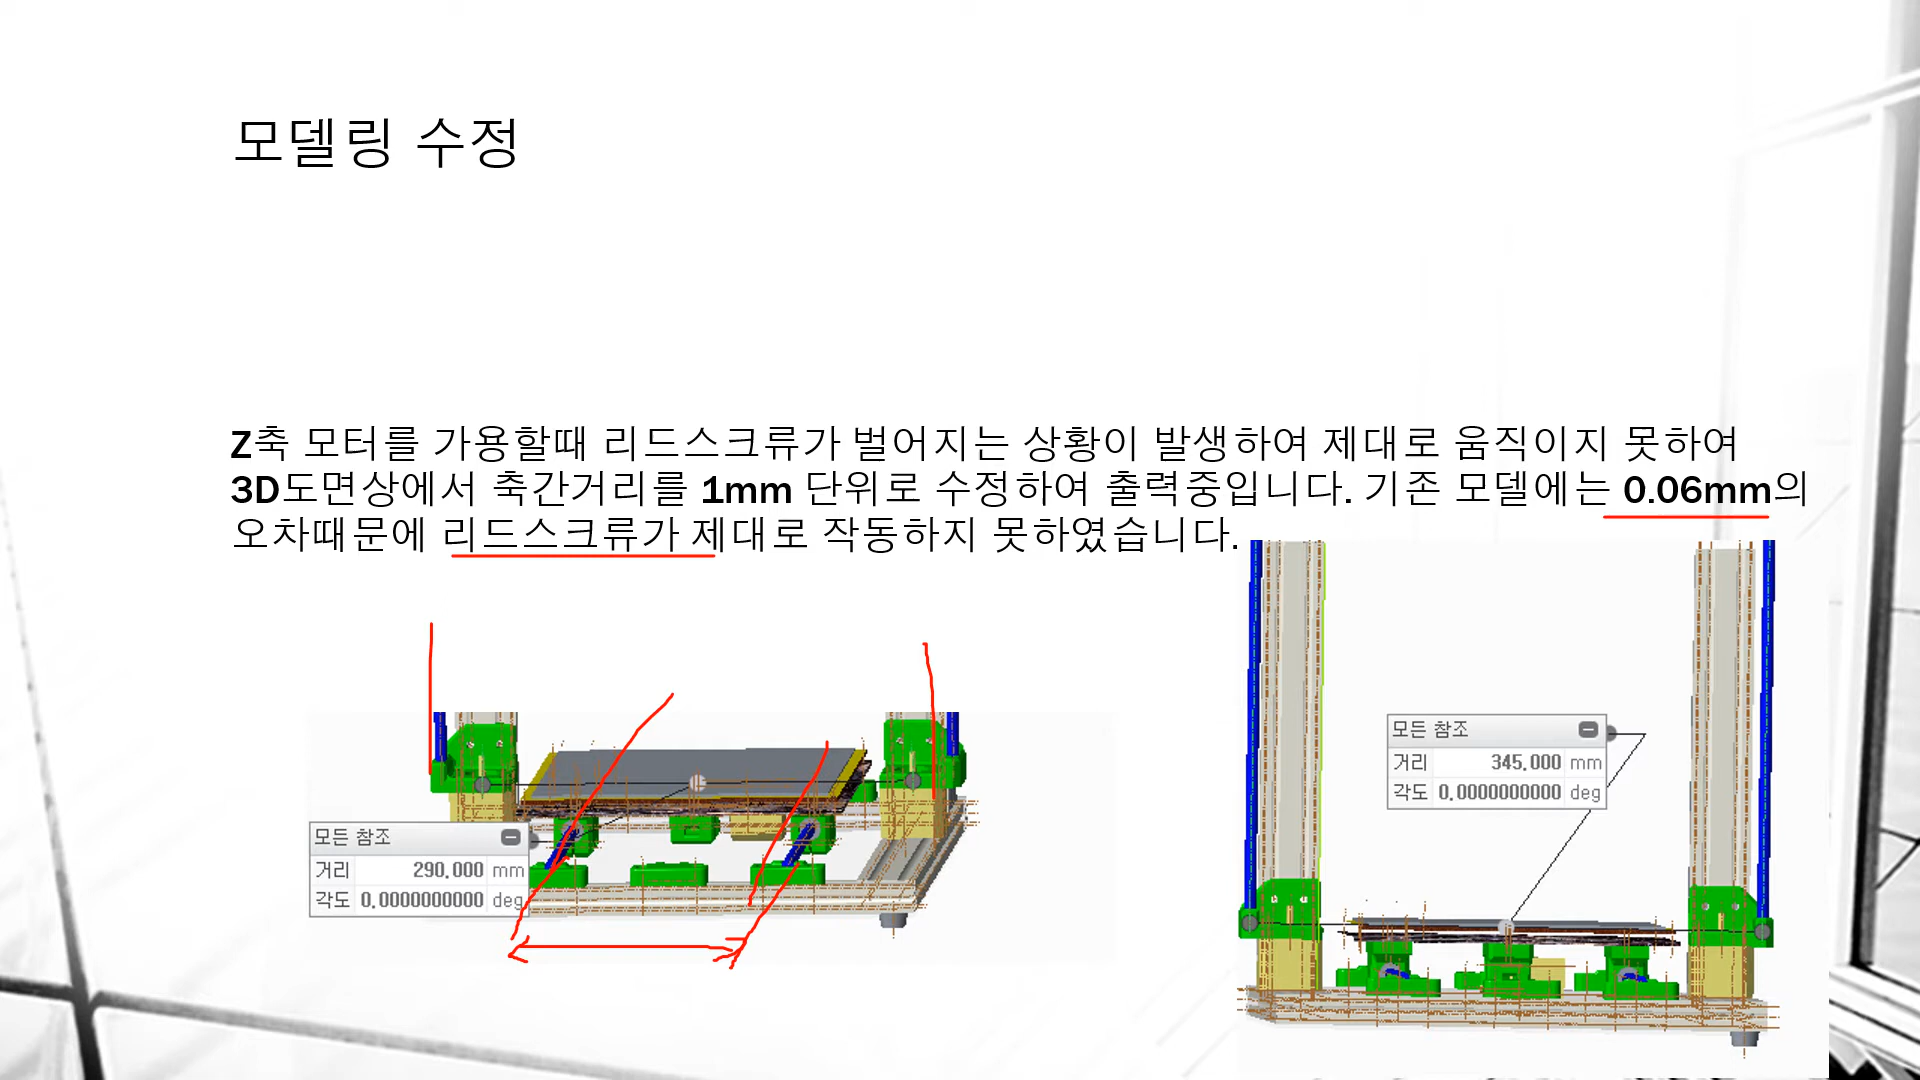 모델링 수정
Z축 모터를 가용할때 리드스크류가 벌어지는 상황이 발생하여 제대로 움직이지 못하여
3D도면상에서 축간거리를 1mm 단위로 수정하여 출력중입니다. 기존 모델에는 0.06mm의
오차때문에 리드스크류가 제대로 작동하지 못하였습니다.
모든 참조
거리 345.000 mm
각도 0.0000000000 deg
모든 참조
거리 290.000 mm
각도 0.0000000000 deg